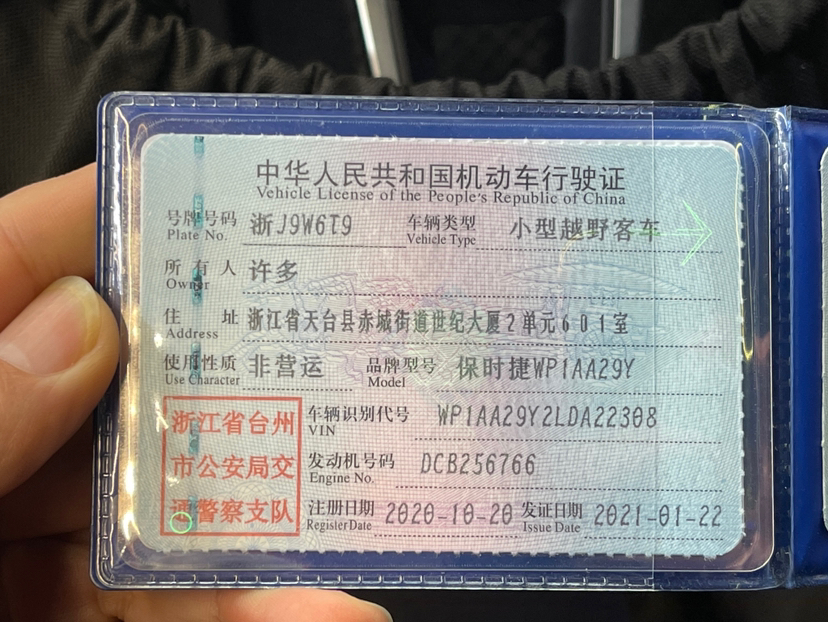 中华人民共和国机动车行驶证
Vehicle License of the People's Republic of China
号牌号码 浙J9W6T9 车辆类型 小型越野客车
Plate No. Vehicle Type
所有人 许多
Owner
住址 浙江省天台县赤城街道世纪大厦2单元601室
Address
使用性质 非营运 品牌型号 保时捷WP1AA29Y
Use Character Model
浙江省台州
市公安局交
通警察支队
车辆识别代号 WP1AA29Y2LDA22308
VIN
发动机号码 DCB256766
Engine No.
注册日期 2020-10-20 发证日期 2021-01-22
Register Date Issue Date